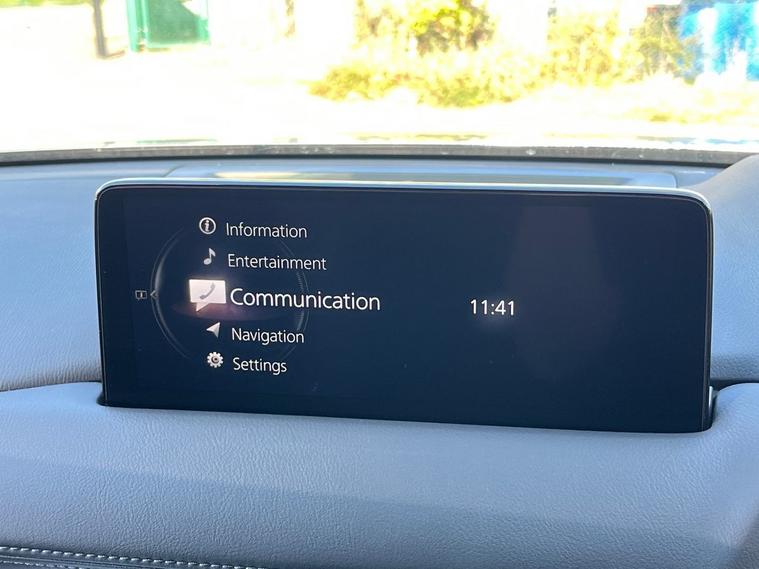 Information
Entertainment
Communication
11:41
Navigation
Settings